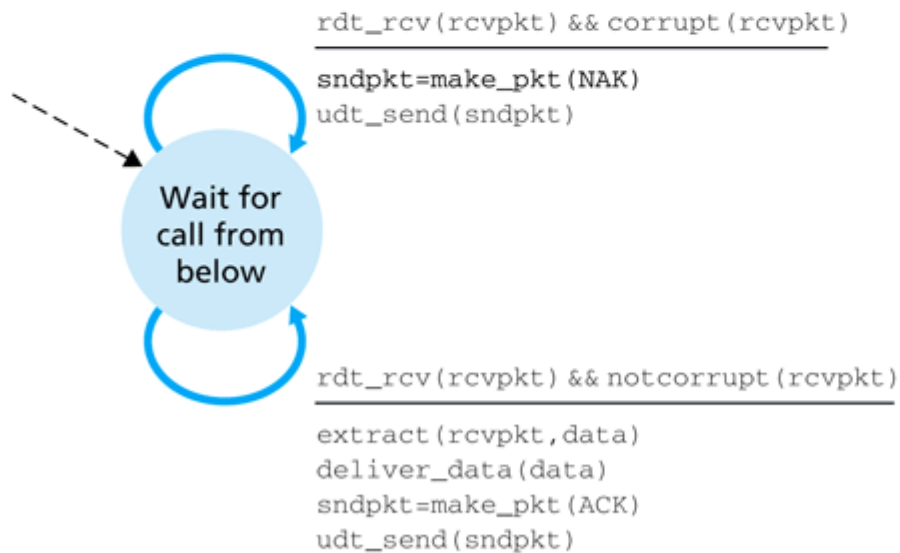 rdt_rcv(rcvpkt) && corrupt(rcvpkt)
sndpkt=make_pkt(NAK)
udt_send(sndpkt)
Wait for
call from
below
rdt_rcv(rcvpkt) && notcorrupt(rcvpkt)
extract(rcvpkt,data)
deliver_data(data)
sndpkt=make_pkt(ACK)
udt_send(sndpkt)